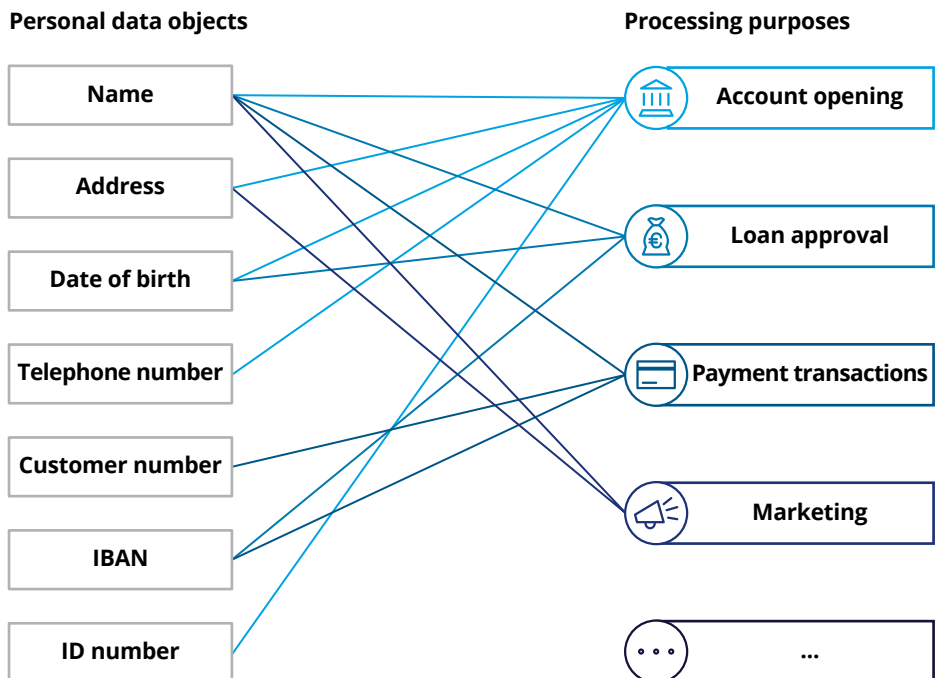 Personal data objects
Processing purposes
Name
Account opening
Address
Loan approval
€
Date of birth
Telephone number
Payment transactions
Customer number
Marketing
IBAN
ID number
...